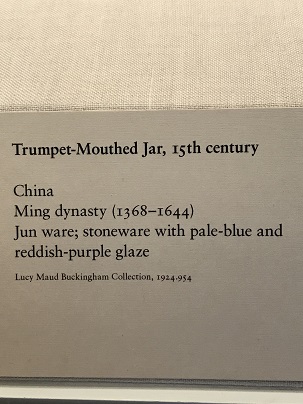 Trumpet-Mouthed Jar, 15th century
China
Ming dynasty (1368–1644)
Jun ware; stoneware with pale-blue and
reddish-purple glaze
Lucy Maud Buckingham Collection, 1924.954